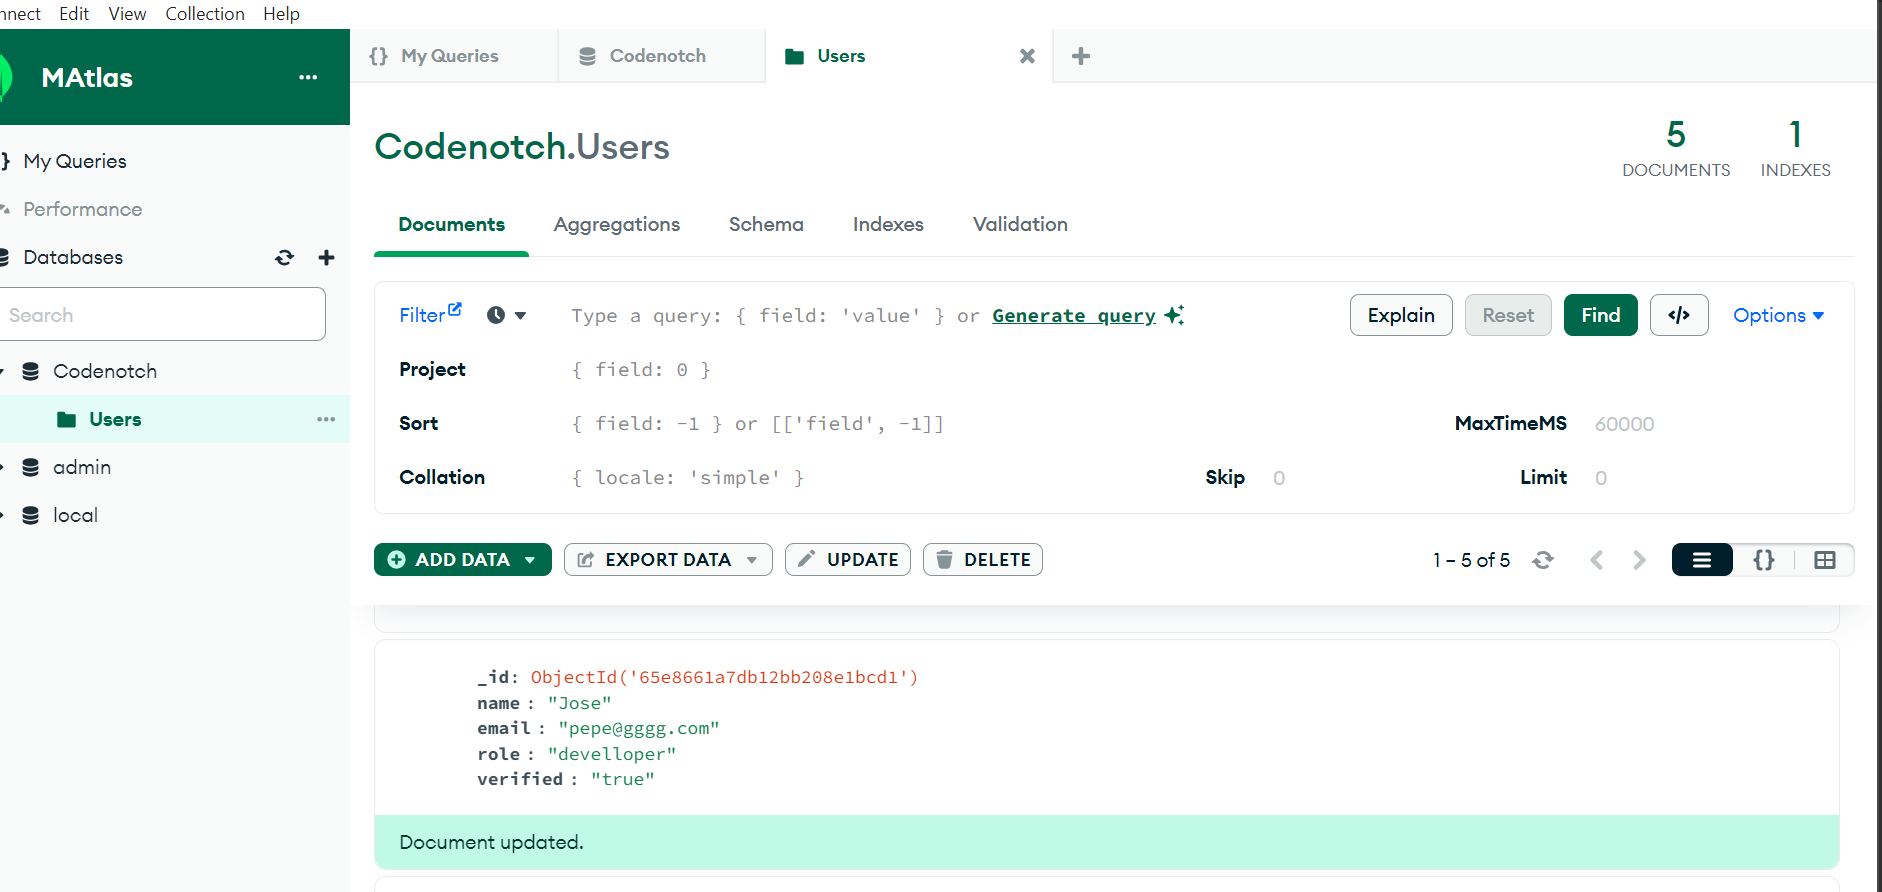 nnect Edit View Collection Help
MAtlas
My Queries
Codenotch
Users
My Queries
Performance
Databases
Search
Codenotch
Users
admin
local
Codenotch.Users
5
DOCUMENTS
1
INDEXES
Documents Aggregations Schema Indexes Validation
Filter Type a query: { field: 'value' } or Generate query Explain Reset Find </> Options
Project { field: 0 }
Sort { field: -1 } or [['field', -1]] MaxTimeMS 60000
Collation { locale: 'simple' } Skip 0 Limit 0
ADD DATA EXPORT DATA UPDATE DELETE 1 – 5 of 5 {}
_id: ObjectId('65e8661a7db12bb208e1bcd1')
name : "Jose"
email : "pepe@gggg.com"
role : "develloper"
verified : "true"
Document updated.